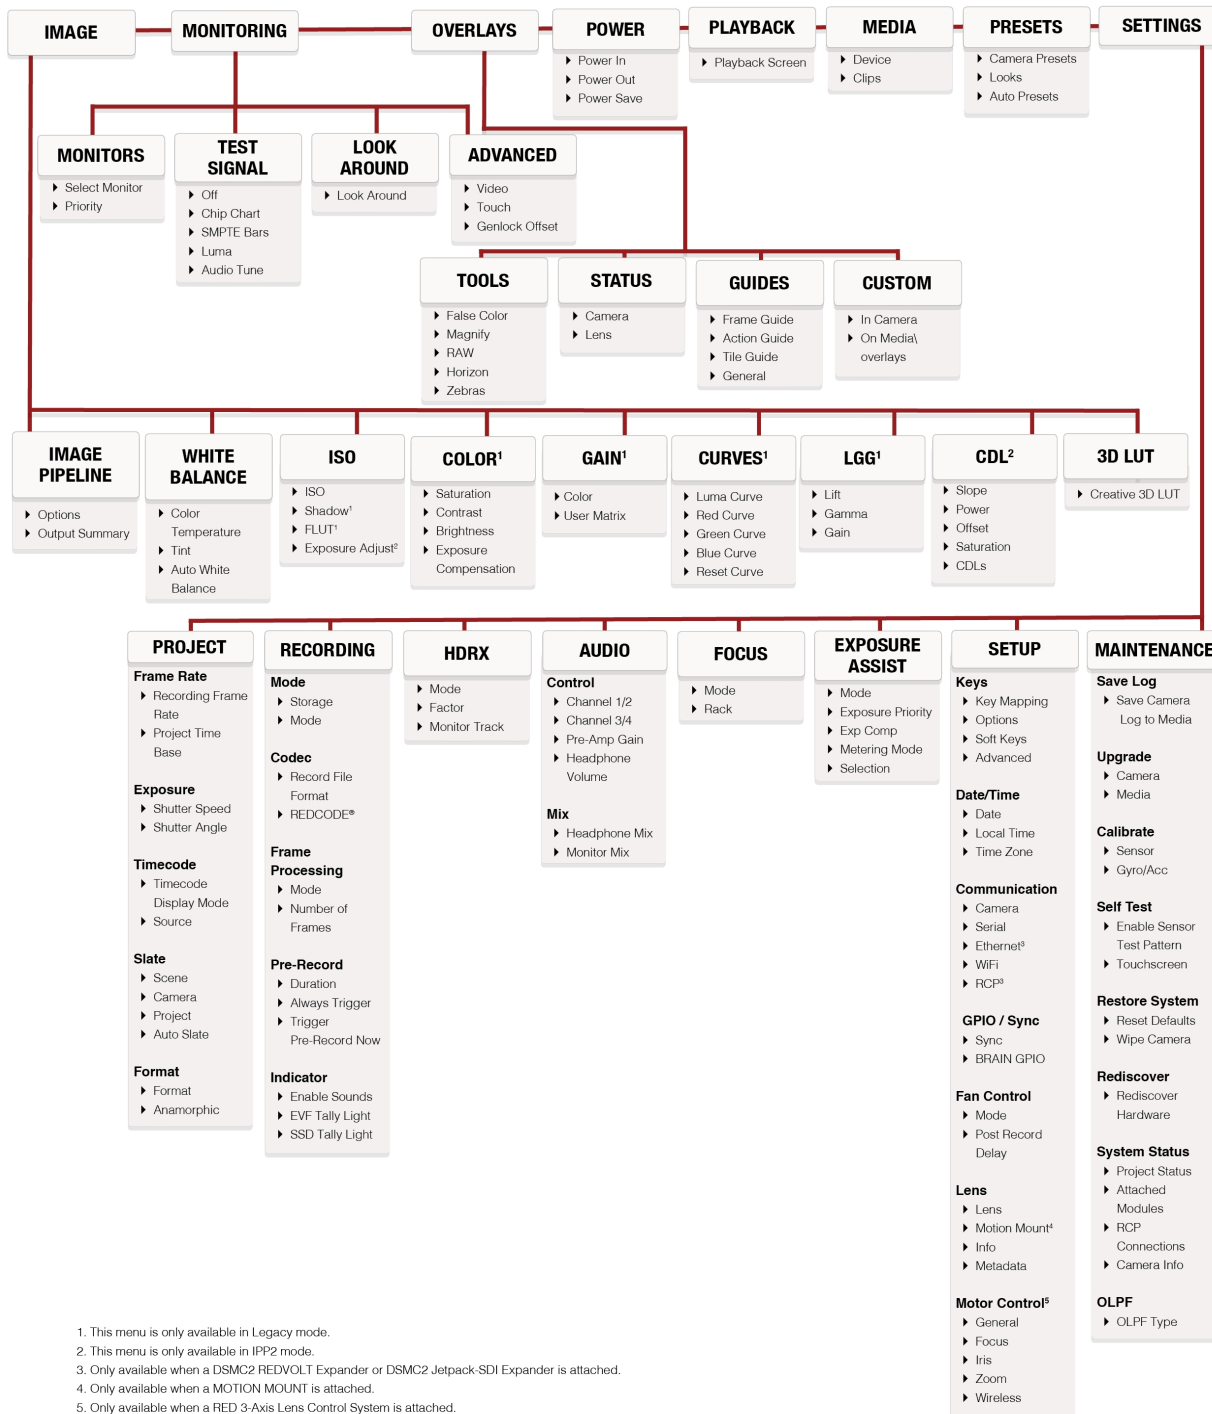 IMAGE
MONITORING
OVERLAYS
POWER
Power In
Power Out
Power Save
PLAYBACK
Playback Screen
MEDIA
Device
Clips
PRESETS
Camera Presets
Looks
Auto Presets
SETTINGS
MONITORS
Select Monitor
Priority
TEST
SIGNAL
Off
Chip Chart
SMPTE Bars
Luma
Audio Tune
LOOK
AROUND
Look Around
ADVANCED
Video
Touch
Genlock Offset
TOOLS
False Color
Magnify
RAW
Horizon
Zebras
STATUS
Camera
Lens
GUIDES
Frame Guide
Action Guide
Tile Guide
General
CUSTOM
In Camera
On Media\
overlays
IMAGE
PIPELINE
Options
Output Summary
WHITE
BALANCE
Color
Temperature
Tint
Auto White
Balance
ISO
ISO
Shadow¹
FLUT¹
Exposure Adjust²
COLOR¹
Saturation
Contrast
Brightness
Exposure
Compensation
GAIN¹
Color
User Matrix
CURVES¹
Luma Curve
Red Curve
Green Curve
Blue Curve
Reset Curve
LGG¹
Lift
Gamma
Gain
CDL²
Slope
Power
Offset
Saturation
CDLs
3D LUT
Creative 3D LUT
PROJECT
Frame Rate
Recording Frame
Rate
Project Time
Base
Exposure
Shutter Speed
Shutter Angle
Timecode
Timecode
Display Mode
Source
Slate
Scene
Camera
Project
Auto Slate
Format
Format
Anamorphic
RECORDING
Mode
Storage
Mode
Codec
Record File
Format
REDCODE®
Frame
Processing
Mode
Number of
Frames
Pre-Record
Duration
Always Trigger
Trigger
Pre-Record Now
Indicator
Enable Sounds
EVF Tally Light
SSD Tally Light
HDRX
Mode
Factor
Monitor Track
AUDIO
Control
Channel 1/2
Channel 3/4
Pre-Amp Gain
Headphone
Volume
Mix
Headphone Mix
Monitor Mix
FOCUS
Mode
Rack
EXPOSURE
ASSIST
Mode
Exposure Priority
Exp Comp
Metering Mode
Selection
SETUP
Keys
Key Mapping
Options
Soft Keys
Advanced
Date/Time
Date
Local Time
Time Zone
Communication
Camera
Serial
Ethernet³
WiFi
RCP³
GPIO / Sync
Sync
BRAIN GPIO
Fan Control
Mode
Post Record
Delay
Lens
Lens
Motion Mount⁴
Info
Metadata
Motor Control⁵
General
Focus
Iris
Zoom
Wireless
MAINTENANCE
Save Log
Save Camera
Log to Media
Upgrade
Camera
Media
Calibrate
Sensor
Gyro/Acc
Self Test
Enable Sensor
Test Pattern
Touchscreen
Restore System
Reset Defaults
Wipe Camera
Rediscover
Rediscover
Hardware
System Status
Project Status
Attached
Modules
RCP
Connections
Camera Info
OLPF
OLPF Type
1. This menu is only available in Legacy mode.
2. This menu is only available in IPP2 mode.
3. Only available when a DSMC2 REDVOLT Expander or DSMC2 Jetpack-SDI Expander is attached.
4. Only available when a MOTION MOUNT is attached.
5. Only available when a RED 3-Axis Lens Control System is attached.